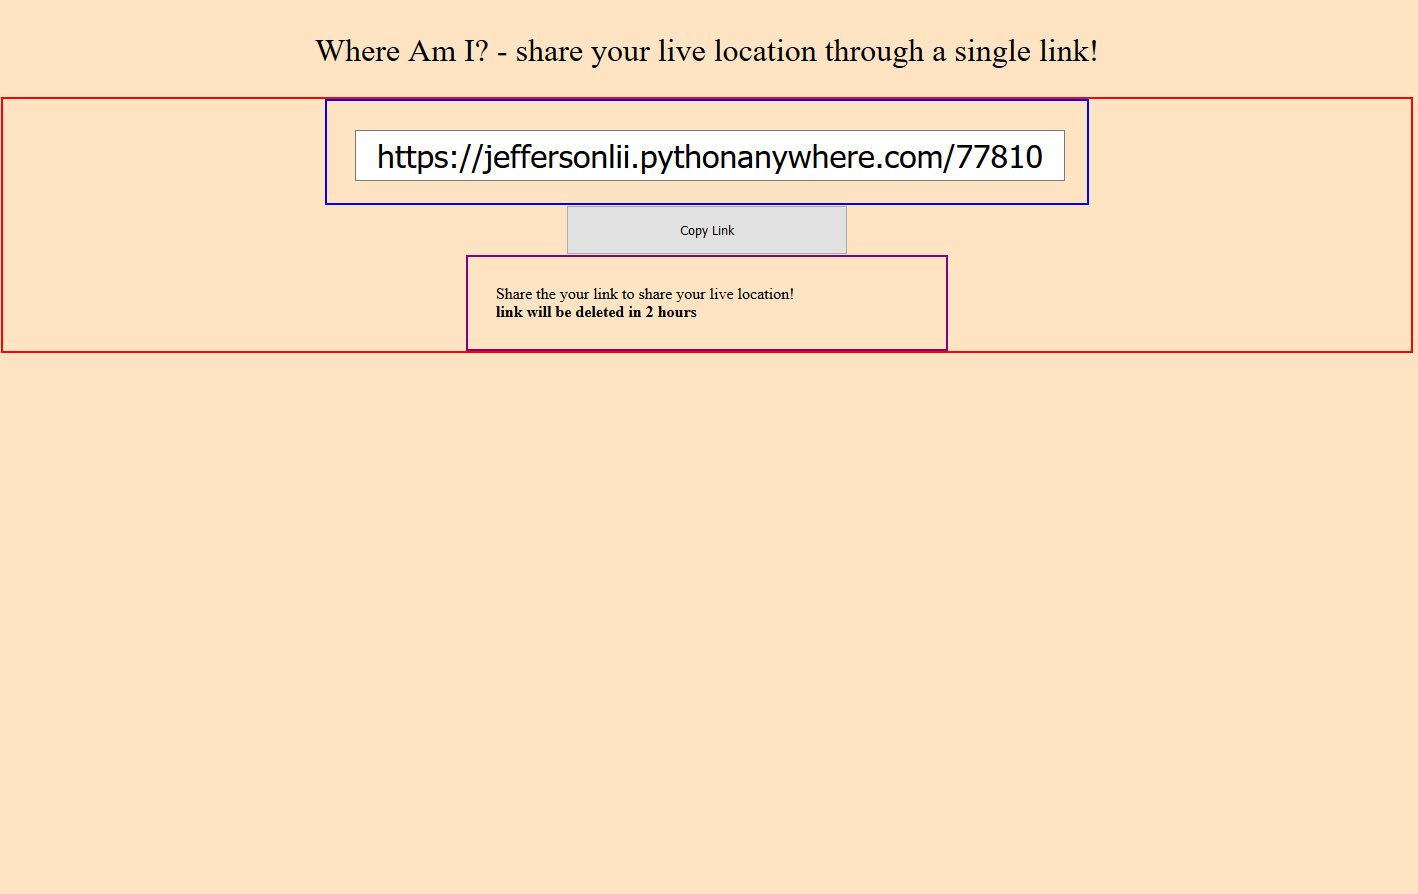 Where Am I? - share your live location through a single link!
https://jeffersonlii.pythonanywhere.com/77810
Copy Link
Share the your link to share your live location!
link will be deleted in 2 hours